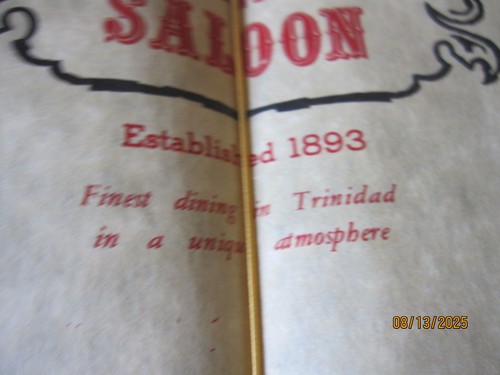 SALOON
Established 1893
Finest dining in Trinidad
in a unique atmosphere
08/13/2025